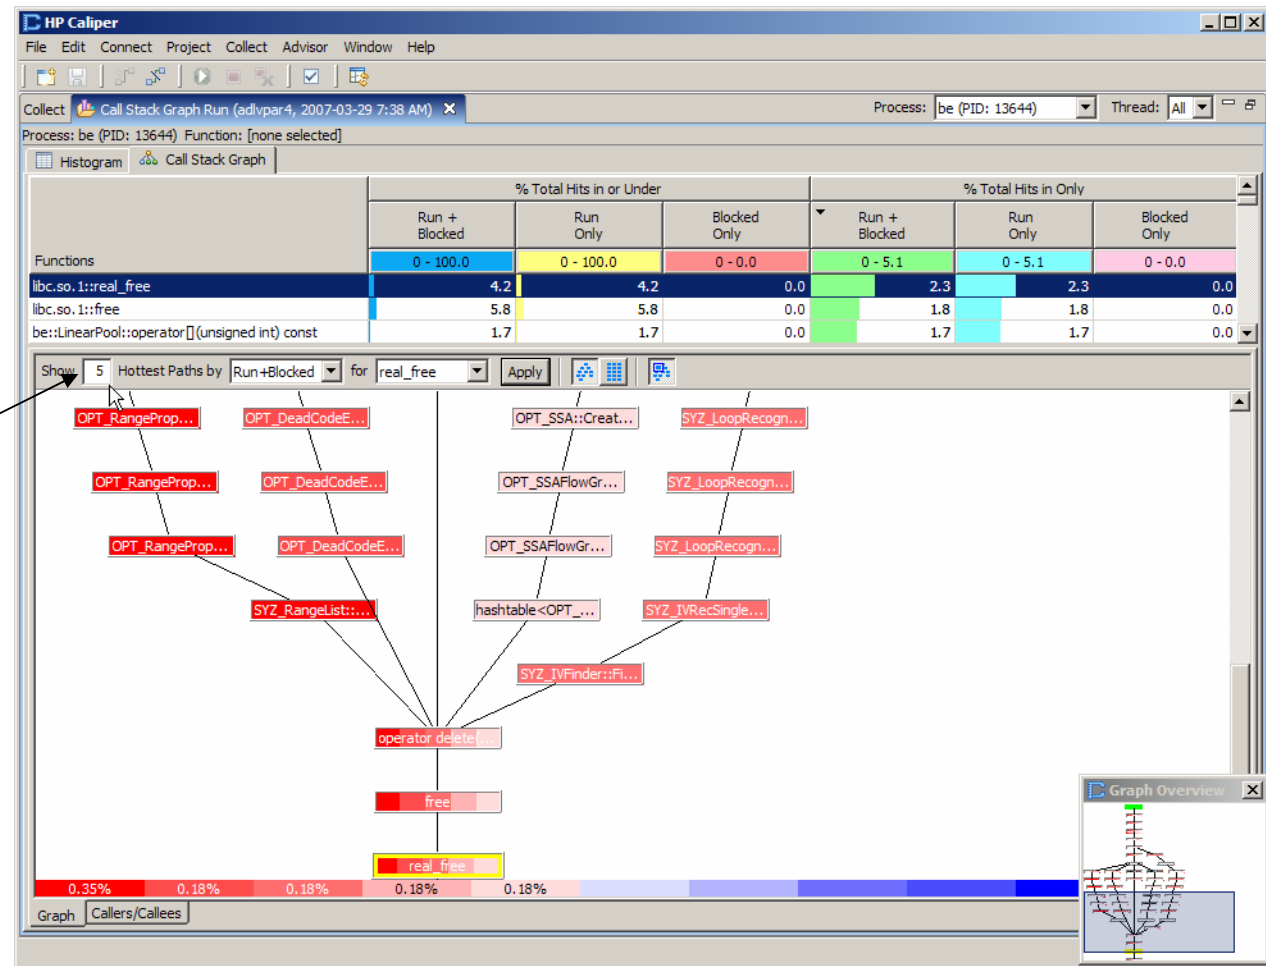 HP Caliper
File Edit Connect Project Collect Advisor Window Help
Collect Call Stack Graph Run (adlvpar4, 2007-03-29 7:38 AM) Process: be (PID: 13644) Thread: All
Process: be (PID: 13644) Function: [none selected]
Histogram Call Stack Graph
% Total Hits in or Under % Total Hits in Only
Run + Blocked Run Only Blocked Only Run + Blocked Run Only Blocked Only
Functions 0 - 100.0 0 - 100.0 0 - 0.0 0 - 5.1 0 - 5.1 0 - 0.0
libc.so.1::real_free 4.2 4.2 0.0 2.3 2.3 0.0
libc.so.1::free 5.8 5.8 0.0 1.8 1.8 0.0
be::LinearPool::operator[](unsigned int) const 1.7 1.7 0.0 1.7 1.7 0.0
Show 5 Hottest Paths by Run+Blocked for real_free Apply
OPT_RangeProp... OPT_DeadCodeE... OPT_SSA::Creat... SYZ_LoopRecogn...
OPT_RangeProp... OPT_DeadCodeE... OPT_SSAFlowGr... SYZ_LoopRecogn...
OPT_RangeProp... OPT_DeadCodeE... OPT_SSAFlowGr... SYZ_LoopRecogn...
SYZ_RangeList::... hashtable<OPT_... SYZ_IVRecSingle...
SYZ_IVFinder::Fi...
operator delete(...
free
real_free
0.35% 0.18% 0.18% 0.18% 0.18%
Graph Callers/Callees
Graph Overview